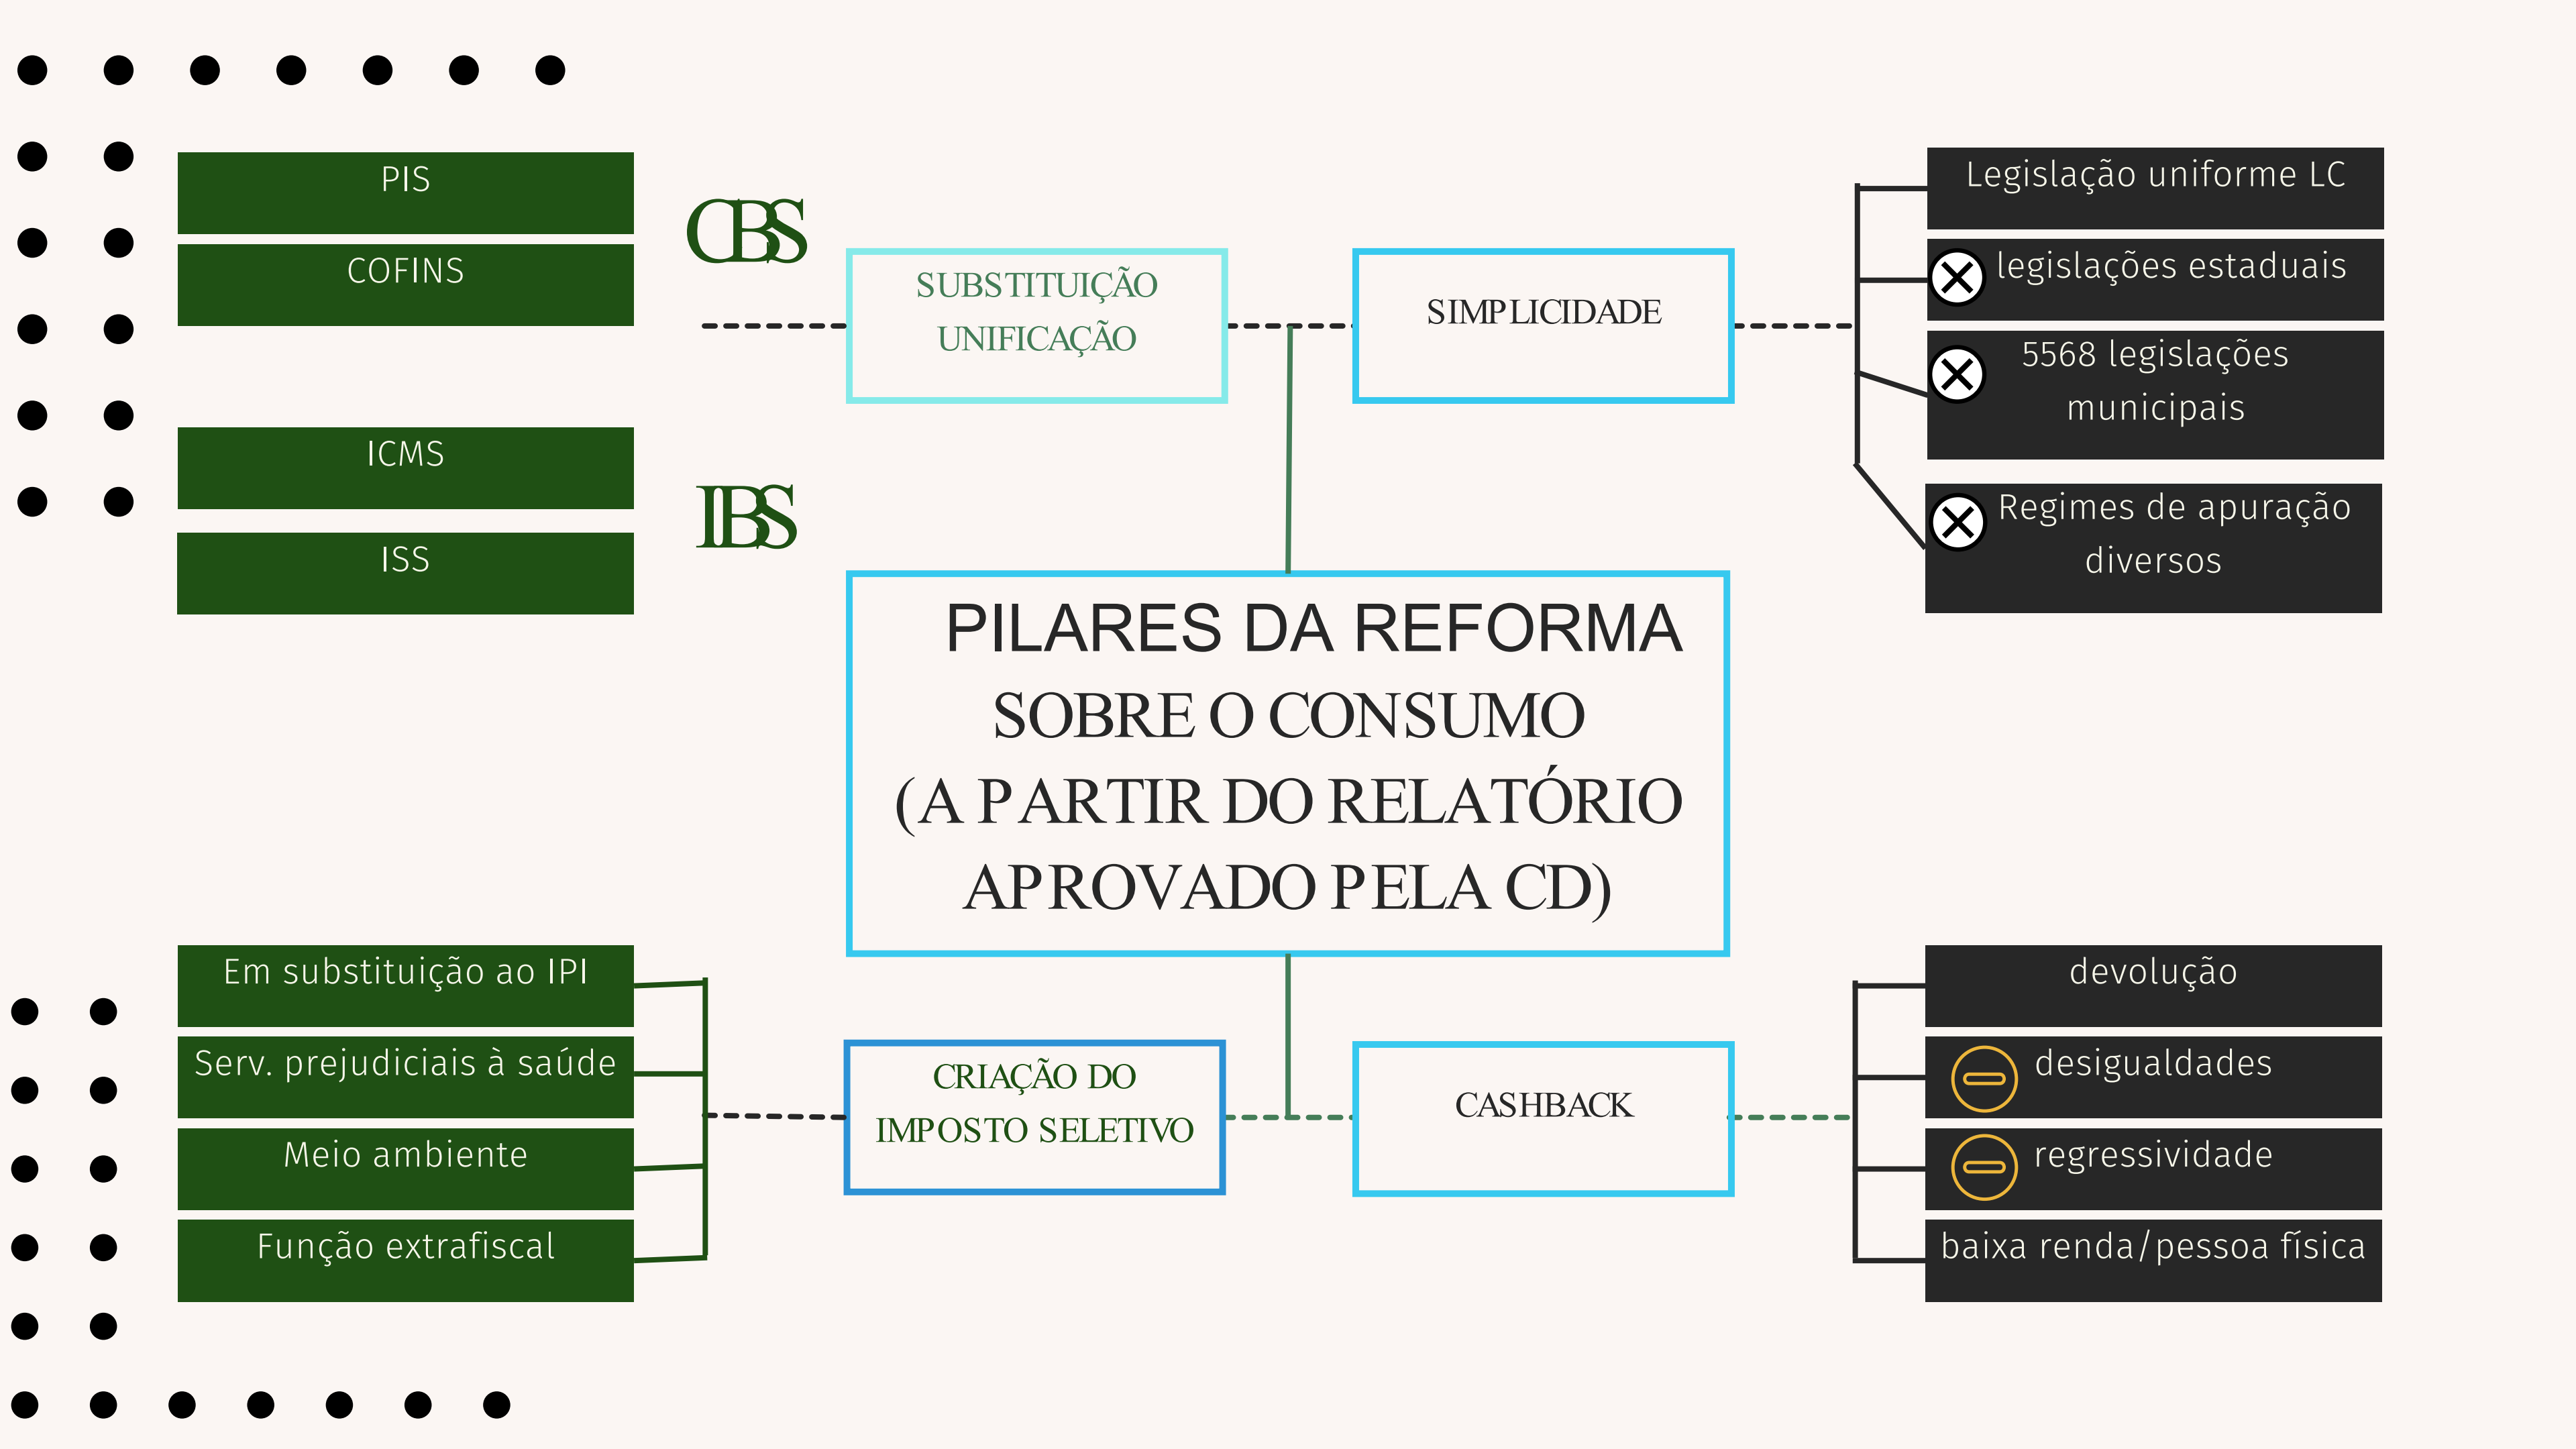 PIS
COFINS
CBS
ICMS
ISS
IBS
SUBSTITUIÇÃO
UNIFICAÇÃO
SIMPLICIDADE
Legislação uniforme LC
legislações estaduais
5568 legislações
municipais
Regimes de apuração
diversos
PILARES DA REFORMA
SOBRE O CONSUMO
(A PARTIR DO RELATÓRIO
APROVADO PELA CD)
Em substituição ao IPI
Serv. prejudiciais à saúde
Meio ambiente
Função extrafiscal
CRIAÇÃO DO
IMPOSTO SELETIVO
CASHBACK
devolução
desigualdades
regressividade
baixa renda/pessoa física